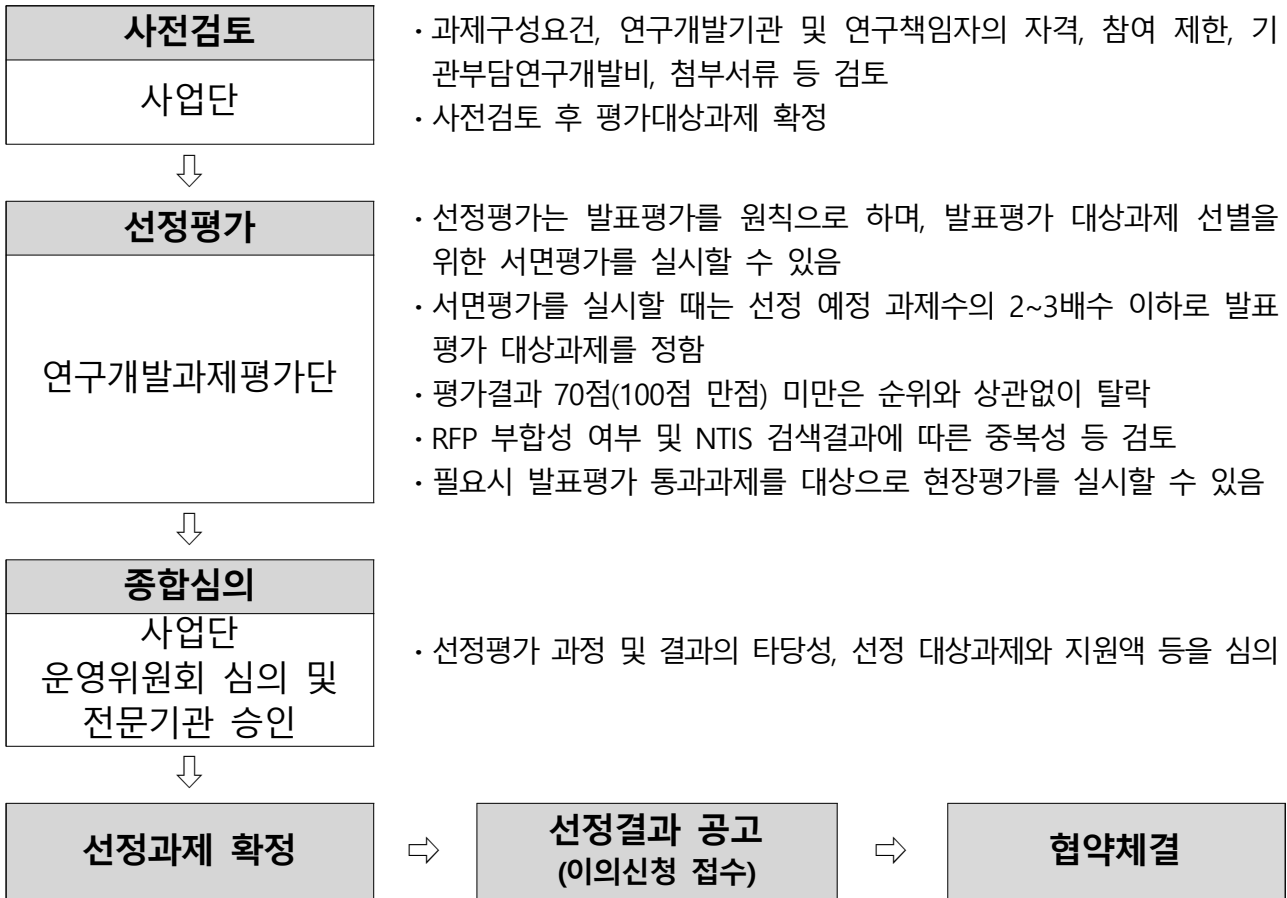 사전검토
사업단
· 과제구성요건, 연구개발기관 및 연구책임자의 자격, 참여 제한, 기
관부담연구개발비, 첨부서류 등 검토
· 사전검토 후 평가대상과제 확정
⇩
선정평가
연구개발과제평가단
· 선정평가는 발표평가를 원칙으로 하며, 발표평가 대상과제 선별을
위한 서면평가를 실시할 수 있음
· 서면평가를 실시할 때는 선정 예정 과제수의 2~3배수 이하로 발표
평가 대상과제를 정함
· 평가결과 70점(100점 만점) 미만은 순위와 상관없이 탈락
· RFP 부합성 여부 및 NTIS 검색결과에 따른 중복성 등 검토
· 필요시 발표평가 통과과제를 대상으로 현장평가를 실시할 수 있음
⇩
종합심의
사업단
운영위원회 심의 및
전문기관 승인
· 선정평가 과정 및 결과의 타당성, 선정 대상과제와 지원액 등을 심의
⇩
선정과제 확정 ⇨ 선정결과 공고 ⇨ 협약체결
(이의신청 접수)